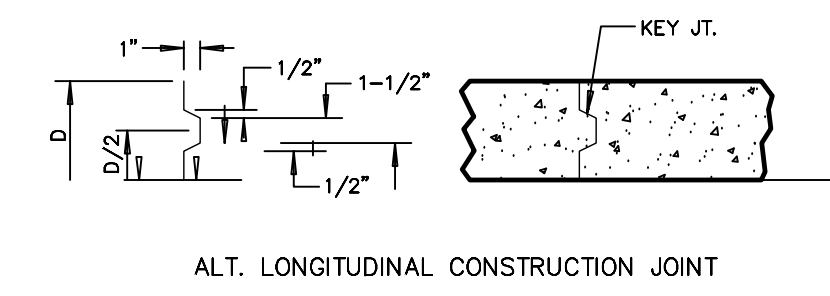 KEY JT.
1"
1/2"
1-1/2"
D
D/2
1/2"
ALT. LONGITUDINAL CONSTRUCTION JOINT